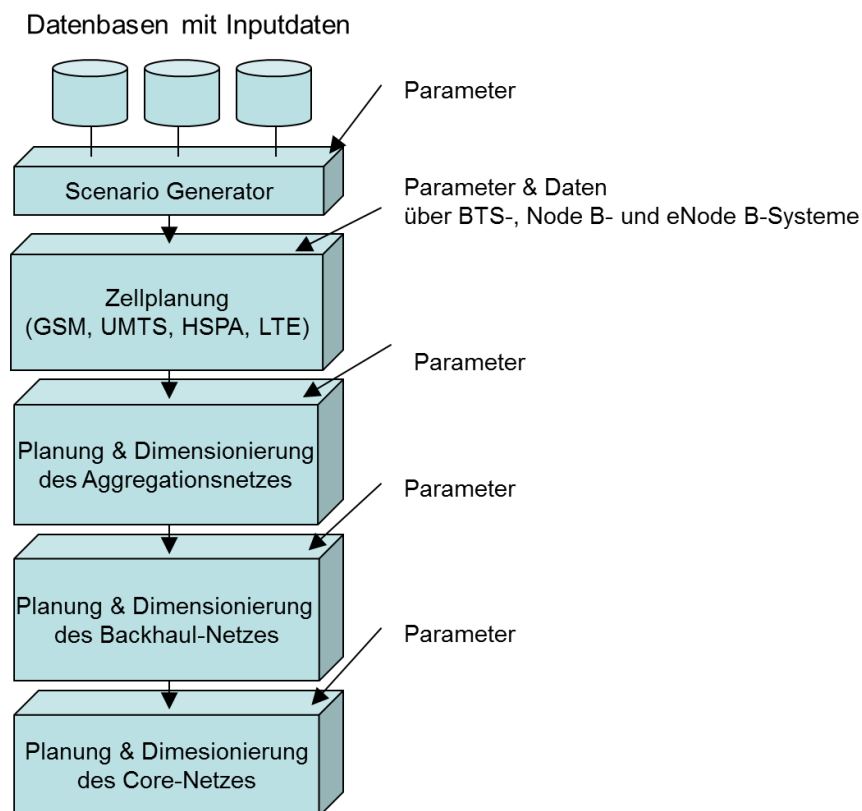 Datenbasen mit Inputdaten
Parameter
Scenario Generator
Parameter & Daten
über BTS-, Node B- und eNode B-Systeme
Zellplanung
(GSM, UMTS, HSPA, LTE)
Parameter
Planung & Dimensionierung
des Aggregationsnetzes
Parameter
Planung & Dimensionierung
des Backhaul-Netzes
Parameter
Planung & Dimesionierung
des Core-Netzes